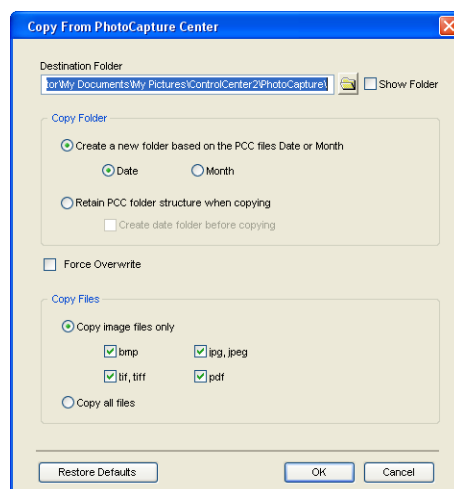 Copy From PhotoCapture Center
Destination Folder
tor\My Documents\My Pictures\ControlCenter2\PhotoCapture\
Show Folder
Copy Folder
Create a new folder based on the PCC files Date or Month
Date Month
Retain PCC folder structure when copying
Create date folder before copying
Force Overwrite
Copy Files
Copy image files only
bmp jpg, jpeg
tif, tiff pdf
Copy all files
Restore Defaults OK Cancel